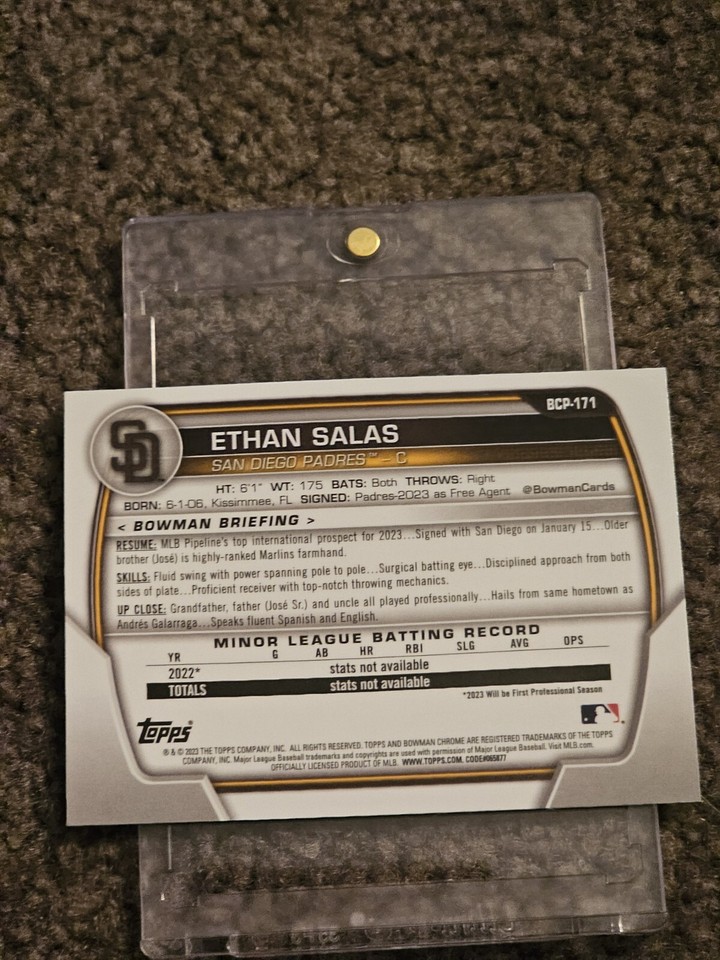 BCP-171
SD
ETHAN SALAS
SAN DIEGO PADRES™ – C
HT: 6'1" WT: 175 BATS: Both THROWS: Right
BORN: 6-1-06, Kissimmee, FL SIGNED: Padres-2023 as Free Agent @BowmanCards
< BOWMAN BRIEFING >
RESUME: MLB Pipeline's top international prospect for 2023...Signed with San Diego on January 15...Older
brother (José) is highly-ranked Marlins farmhand.
SKILLS: Fluid swing with power spanning pole to pole...Surgical batting eye...Disciplined approach from both
sides of plate...Proficient receiver with top-notch throwing mechanics.
UP CLOSE: Grandfather, father (José Sr.) and uncle all played professionally...Hails from same hometown as
Andrés Galarraga...Speaks fluent Spanish and English.
MINOR LEAGUE BATTING RECORD
YR G AB HR RBI SLG AVG OPS
2022* stats not available
TOTALS stats not available
*2023 Will be First Professional Season
Topps®
® & © 2023 THE TOPPS COMPANY, INC. ALL RIGHTS RESERVED. TOPPS AND BOWMAN CHROME ARE REGISTERED TRADEMARKS OF THE TOPPS
COMPANY, INC. Major League Baseball trademarks and copyrights are used with permission of Major League Baseball. Visit MLB.com.
OFFICIALLY LICENSED PRODUCT OF MLB. WWW.TOPPS.COM. CODE#065877